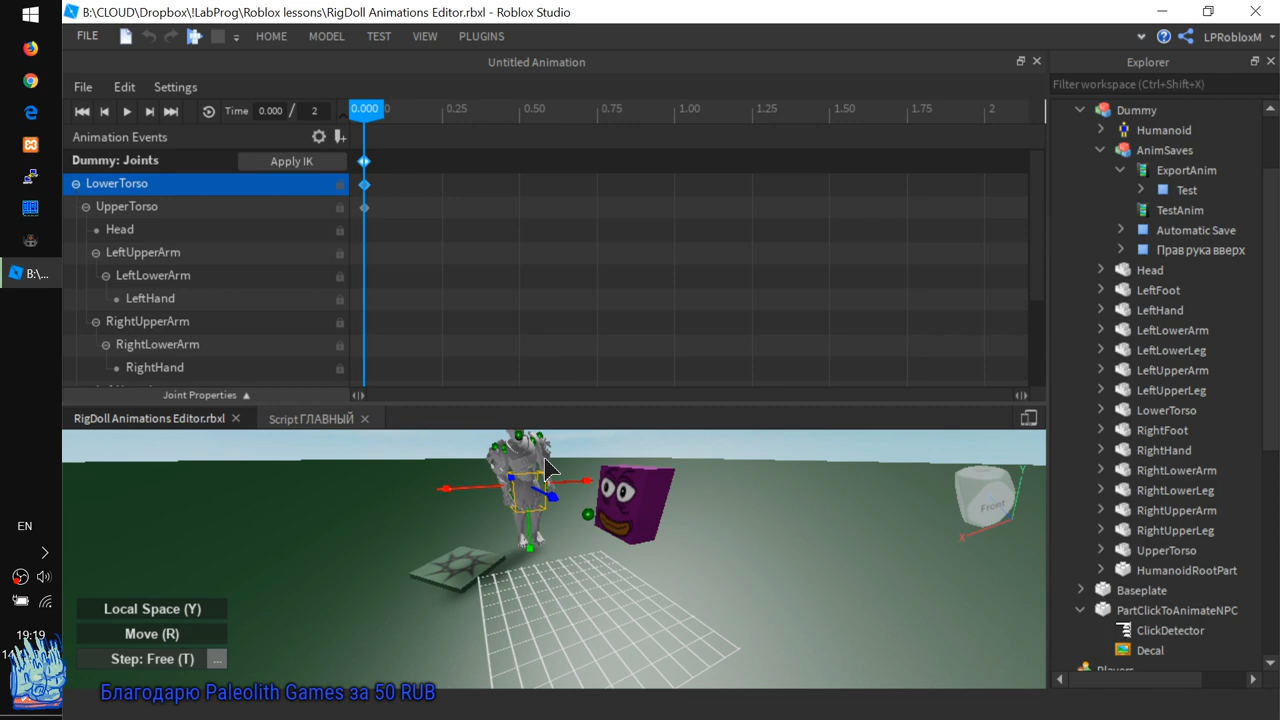 B:\CLOUD\Dropbox\!LabProg\Roblox lessons\RigDoll Animations Editor.rbxl - Roblox Studio
FILE HOME MODEL TEST VIEW PLUGINS LPRobloxM
Untitled Animation
Explorer
File Edit Settings
Filter workspace (Ctrl+Shift+X)
Time 0.000 / 2
0.000 0 0.25 0.50 0.75 1.00 1.25 1.50 1.75 2
Animation Events
Dummy: Joints Apply IK
LowerTorso
UpperTorso
Head
LeftUpperArm
LeftLowerArm
LeftHand
RightUpperArm
RightLowerArm
RightHand
Joint Properties
RigDoll Animations Editor.rbxl
Script ГЛАВНЫЙ
Front
Y
X
Local Space (Y)
Move (R)
Step: Free (T) ...
Dummy
Humanoid
AnimSaves
ExportAnim
Test
TestAnim
Automatic Save
Прав рука вверх
Head
LeftFoot
LeftHand
LeftLowerArm
LeftLowerLeg
LeftUpperArm
LeftUpperLeg
LowerTorso
RightFoot
RightHand
RightLowerArm
RightLowerLeg
RightUpperArm
RightUpperLeg
UpperTorso
HumanoidRootPart
Baseplate
PartClickToAnimateNPC
ClickDetector
Decal
Players
B:\...
EN
19:19
Благодарю Paleolith Games за 50 RUB